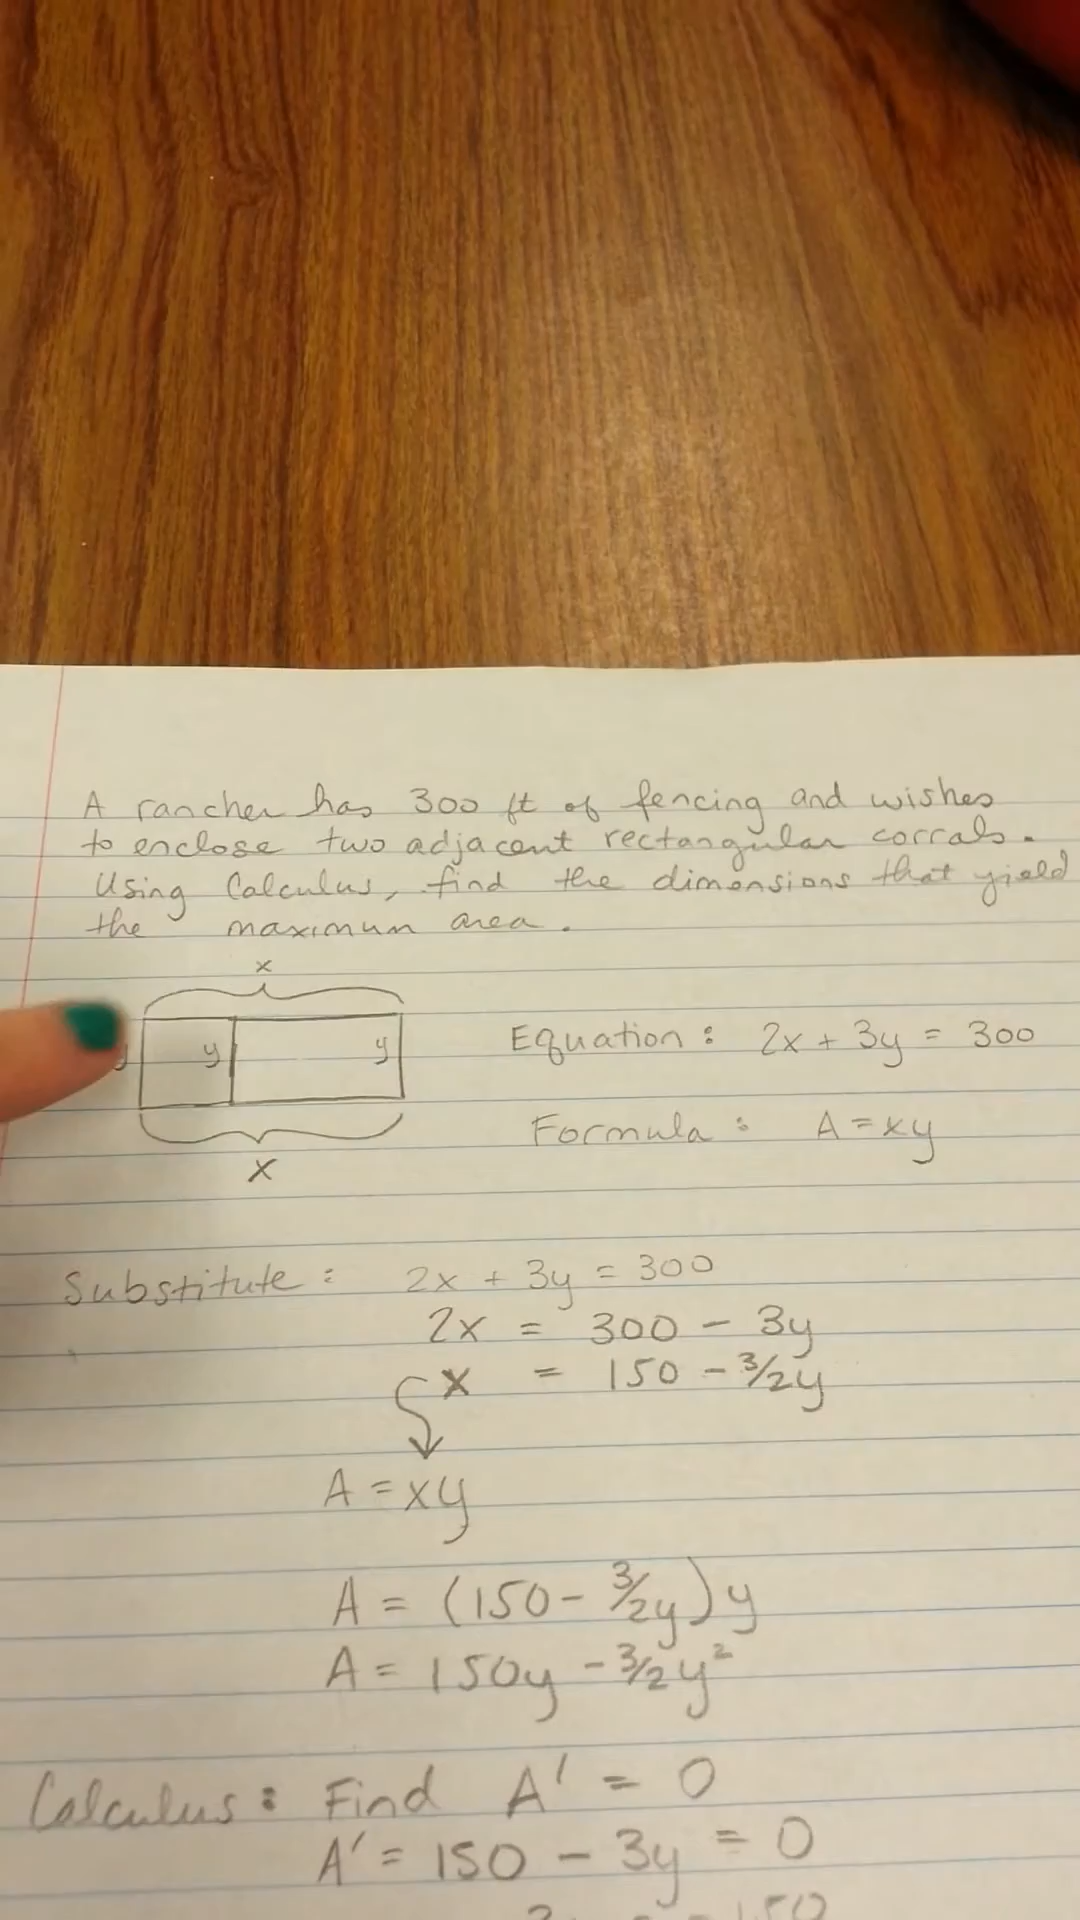 A rancher has 300 ft of fencing and wishes
to enclose two adjacent rectangular corrals.
Using Calculus, find the dimensions that yield
the maximum area.
x
y y y
x
Equation: 2x + 3y = 300
Formula: A = xy
Substitute: 2x + 3y = 300
2x = 300 - 3y
x = 150 - 3/2y
A = xy
A = (150 - 3/2y)y
A = 150y - 3/2y²
Calculus: Find A' = 0
A' = 150 - 3y = 0